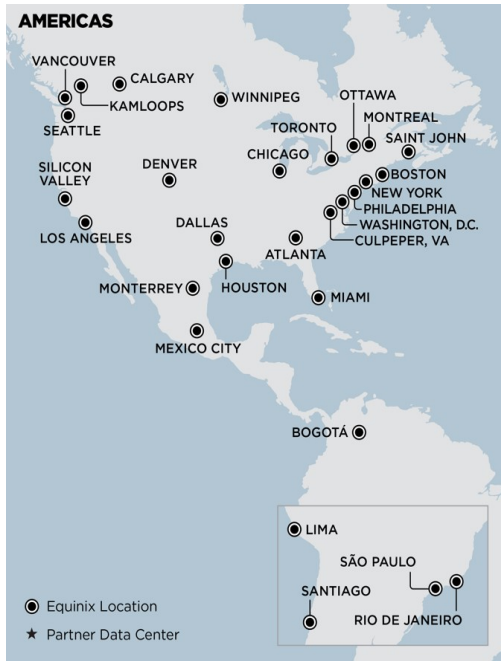 AMERICAS
VANCOUVER
CALGARY
KAMLOOPS
WINNIPEG
OTTAWA
MONTREAL
SEATTLE
TORONTO
SAINT JOHN
CHICAGO
SILICON
VALLEY
DENVER
BOSTON
NEW YORK
PHILADELPHIA
WASHINGTON, D.C.
CULPEPER, VA
LOS ANGELES
DALLAS
ATLANTA
MONTERREY
HOUSTON
MIAMI
MEXICO CITY
BOGOTÁ
LIMA
SÃO PAULO
SANTIAGO
RIO DE JANEIRO
Equinix Location
Partner Data Center